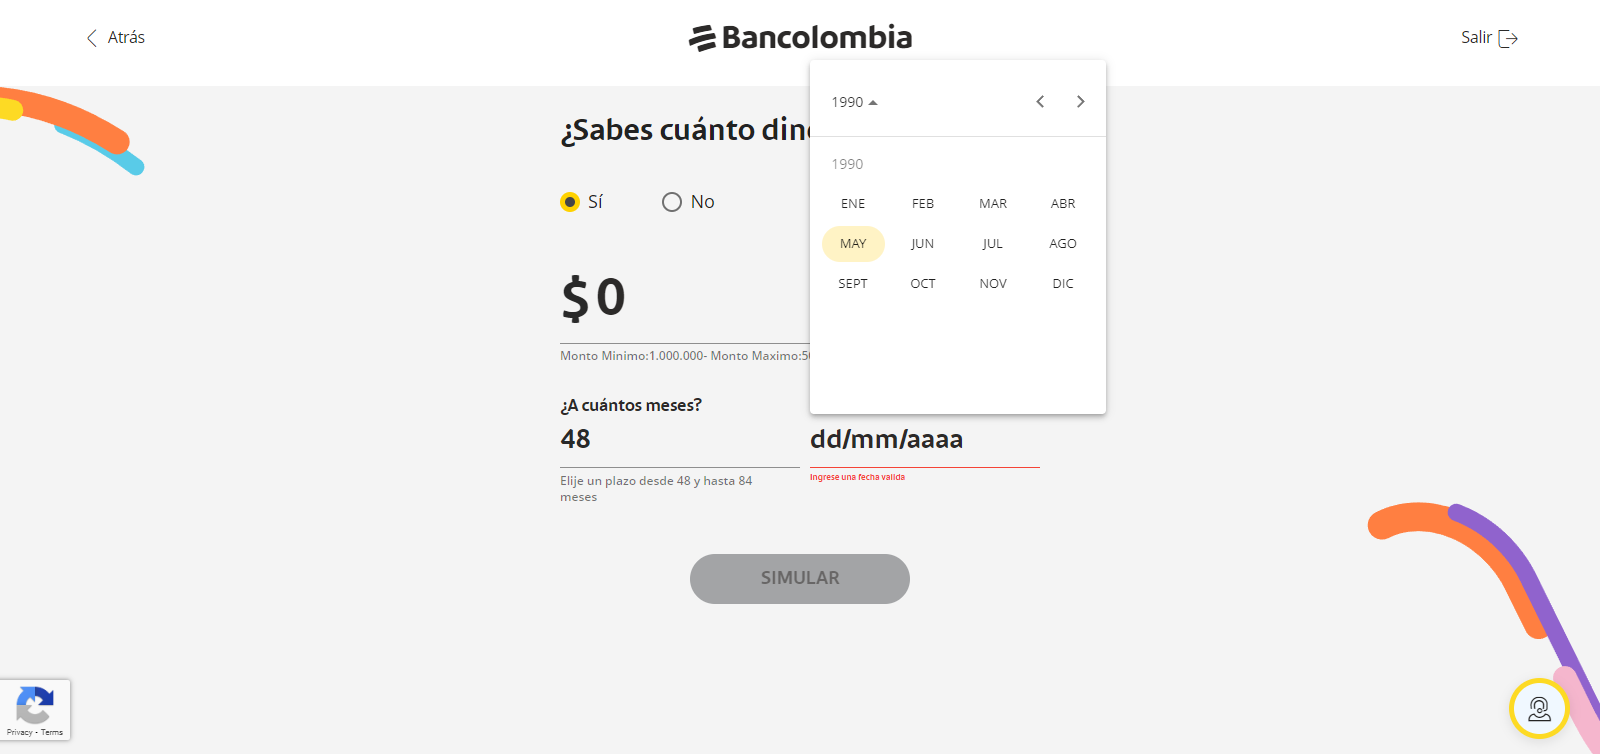 Atrás
Bancolombia
Salir
¿Sabes cuánto din
Sí
No
$ 0
Monto Minimo:1.000.000- Monto Maximo:5
1990
1990
ENE FEB MAR ABR
MAY JUN JUL AGO
SEPT OCT NOV DIC
¿A cuántos meses?
48
dd/mm/aaaa
Elije un plazo desde 48 y hasta 84
meses
Ingrese una fecha valida
SIMULAR
Privacy - Terms